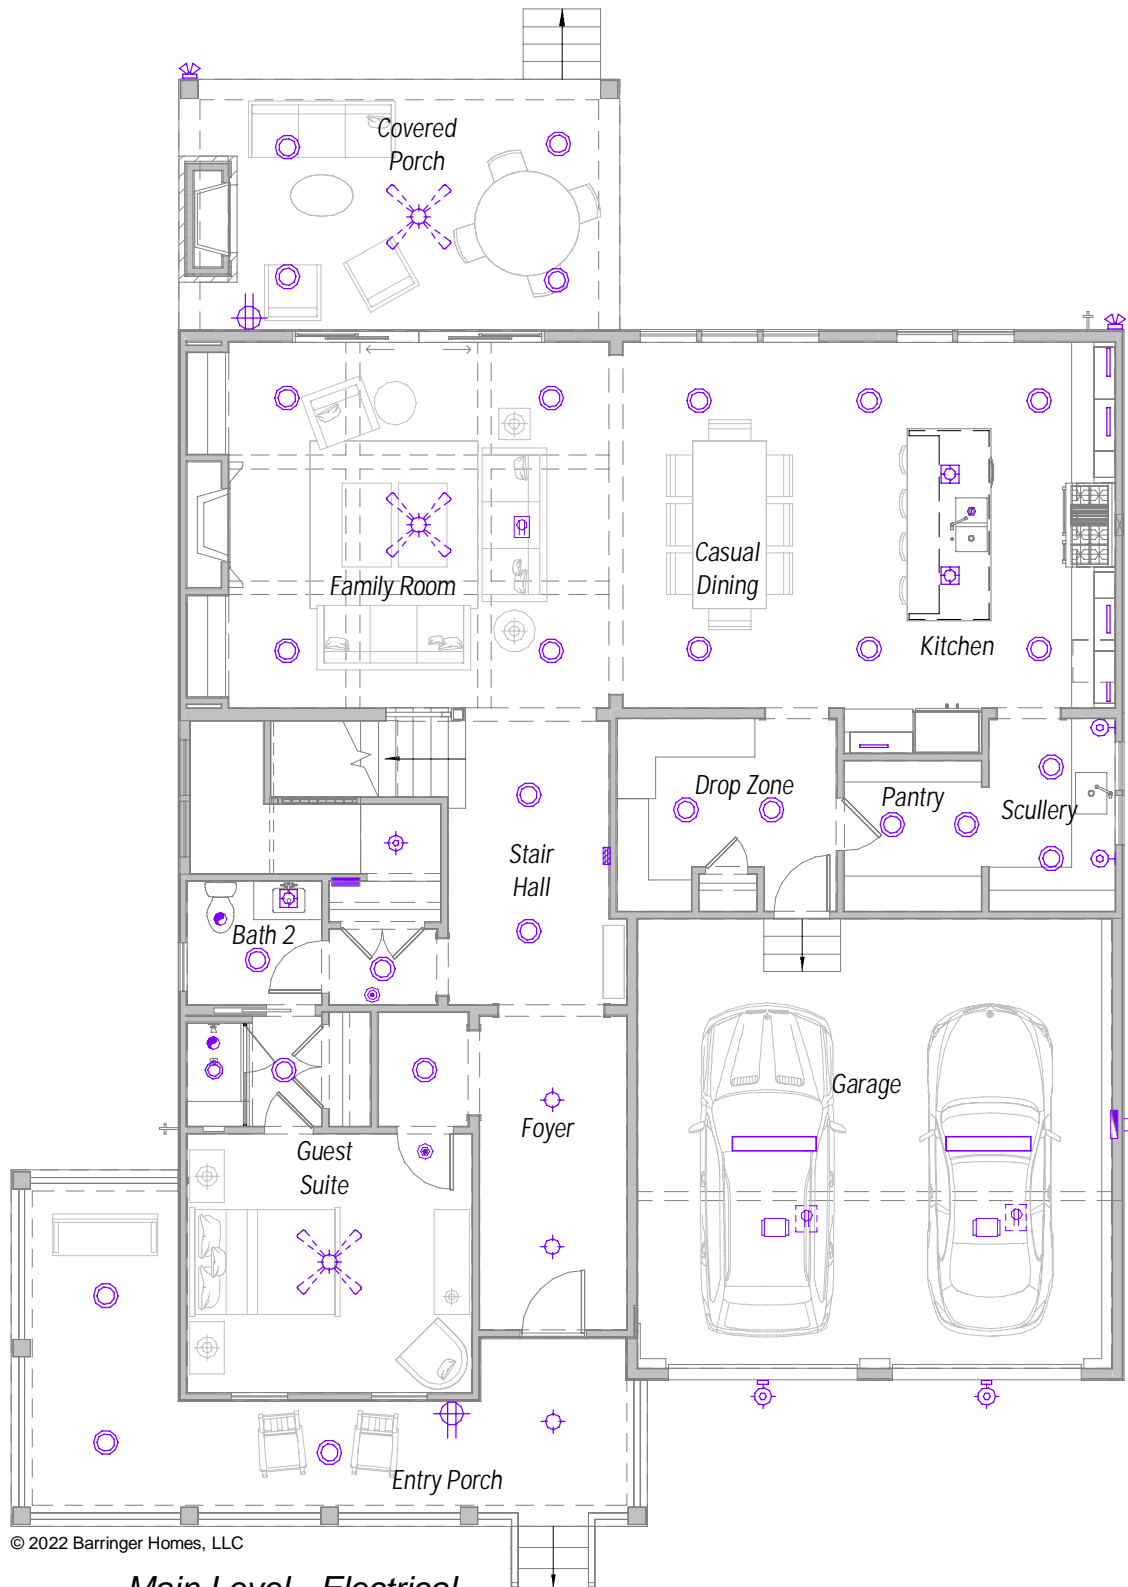 Covered
Porch
Casual
Dining
Family Room
Kitchen
Drop Zone
Pantry
Scullery
Stair
Hall
Bath 2
Garage
Foyer
Guest
Suite
Entry Porch
© 2022 Barringer Homes, LLC
Main Level - Electrical